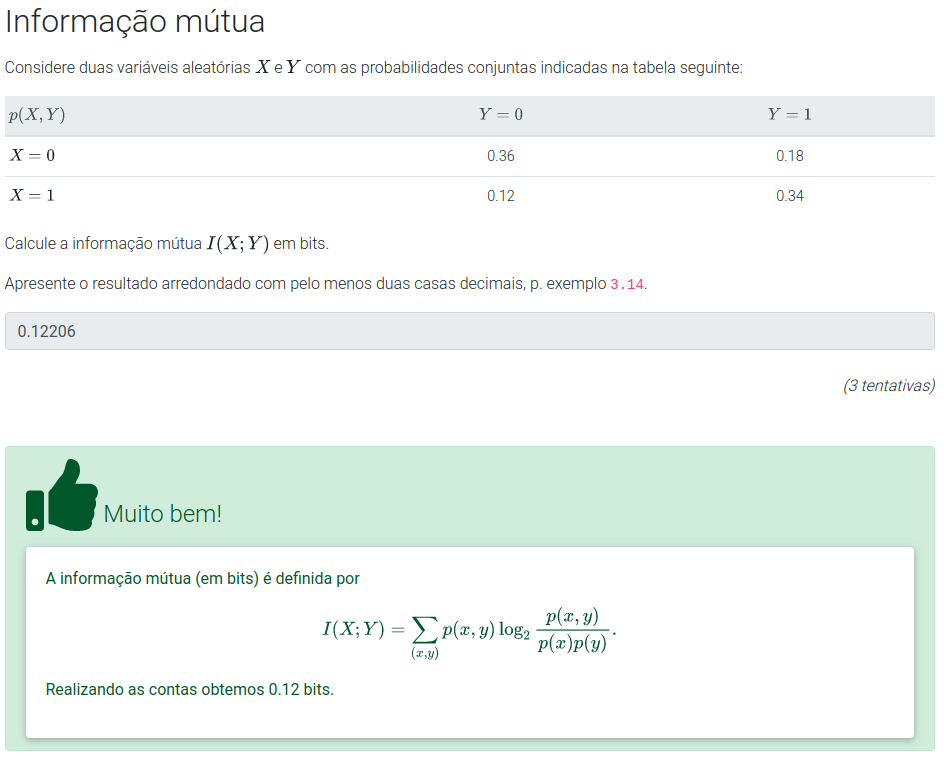 Informação mútua
Considere duas variáveis aleatórias X e Y com as probabilidades conjuntas indicadas na tabela seguinte:
p(X, Y) Y = 0 Y = 1
X = 0 0.36 0.18
X = 1 0.12 0.34
Calcule a informação mútua I(X; Y) em bits.
Apresente o resultado arredondado com pelo menos duas casas decimais, p. exemplo 3.14.
0.12206
(3 tentativas)
Muito bem!
A informação mútua (em bits) é definida por
I(X; Y) = ∑_{(x,y)} p(x, y) log₂ \frac{p(x, y)}{p(x)p(y)}.
Realizando as contas obtemos 0.12 bits.